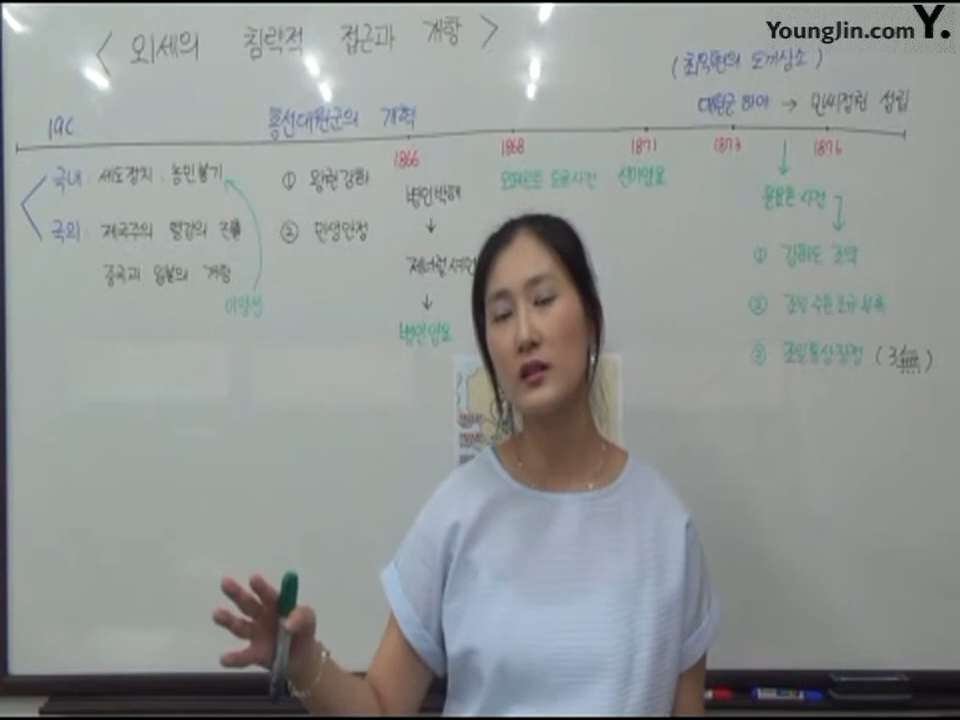 YoungJin.com Y.
< 외세의 침략적 접근과 개항 >
(최익현의 도끼상소)
대원군 하야 → 민씨정권 성립
19C
흥선대원군의 개혁
1866 1868 1871 1873 1876
국내 세도정치 농민봉기
① 왕권강화
병인박해
오페르트 도굴사건
신미양요
운요호 사건
국외 제국주의 열강의 진출
② 민생안정
중국과 일본의 개항
이양선
↓
제너럴셔먼
↓
병인양요
① 강화도 조약
② 조일수호조규 부록
③ 조일통상장정 (3無)